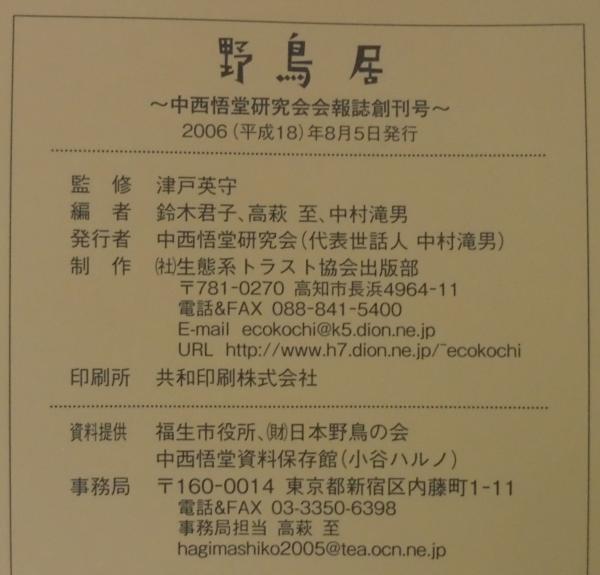 野鳥居
～中西悟堂研究会会報誌創刊号～
2006（平成18）年8月5日発行
監修 津戸英守
編者 鈴木君子、高萩 至、中村滝男
発行者 中西悟堂研究会（代表世話人 中村滝男）
制作 ㈳生態系トラスト協会出版部
〒781-0270 高知市長浜4964-11
電話&FAX 088-841-5400
E-mail ecokochi@k5.dion.ne.jp
URL http://www.h7.dion.ne.jp/~ecokochi
印刷所 共和印刷株式会社
資料提供 福生市役所、㈶日本野鳥の会
中西悟堂資料保存館（小谷ハルノ）
事務局 〒160-0014 東京都新宿区内藤町1-11
電話&FAX 03-3350-6398
事務局担当 高萩 至
hagimashiko2005@tea.ocn.ne.jp